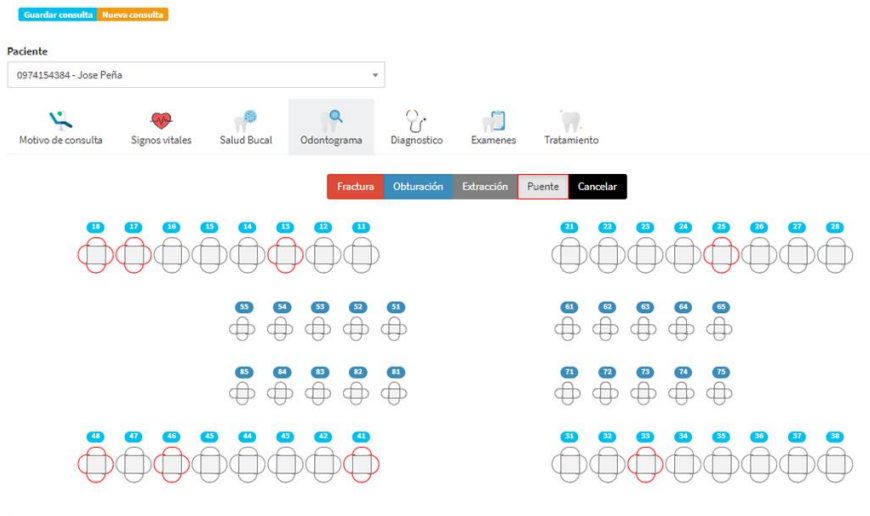 Guardar consulta Nueva consulta
Paciente
0974154384 - Jose Peña
Motivo de consulta Signos vitales Salud Bucal Odontograma Diagnostico Examenes Tratamiento
Fractura Obturación Extracción Puente Cancelar
18 17 16 15 14 13 12 11 21 22 23 24 25 26 27 28
55 54 53 52 51 61 62 63 64 65
85 84 83 82 81 71 72 73 74 75
48 47 46 45 44 43 42 41 31 32 33 34 35 36 37 38